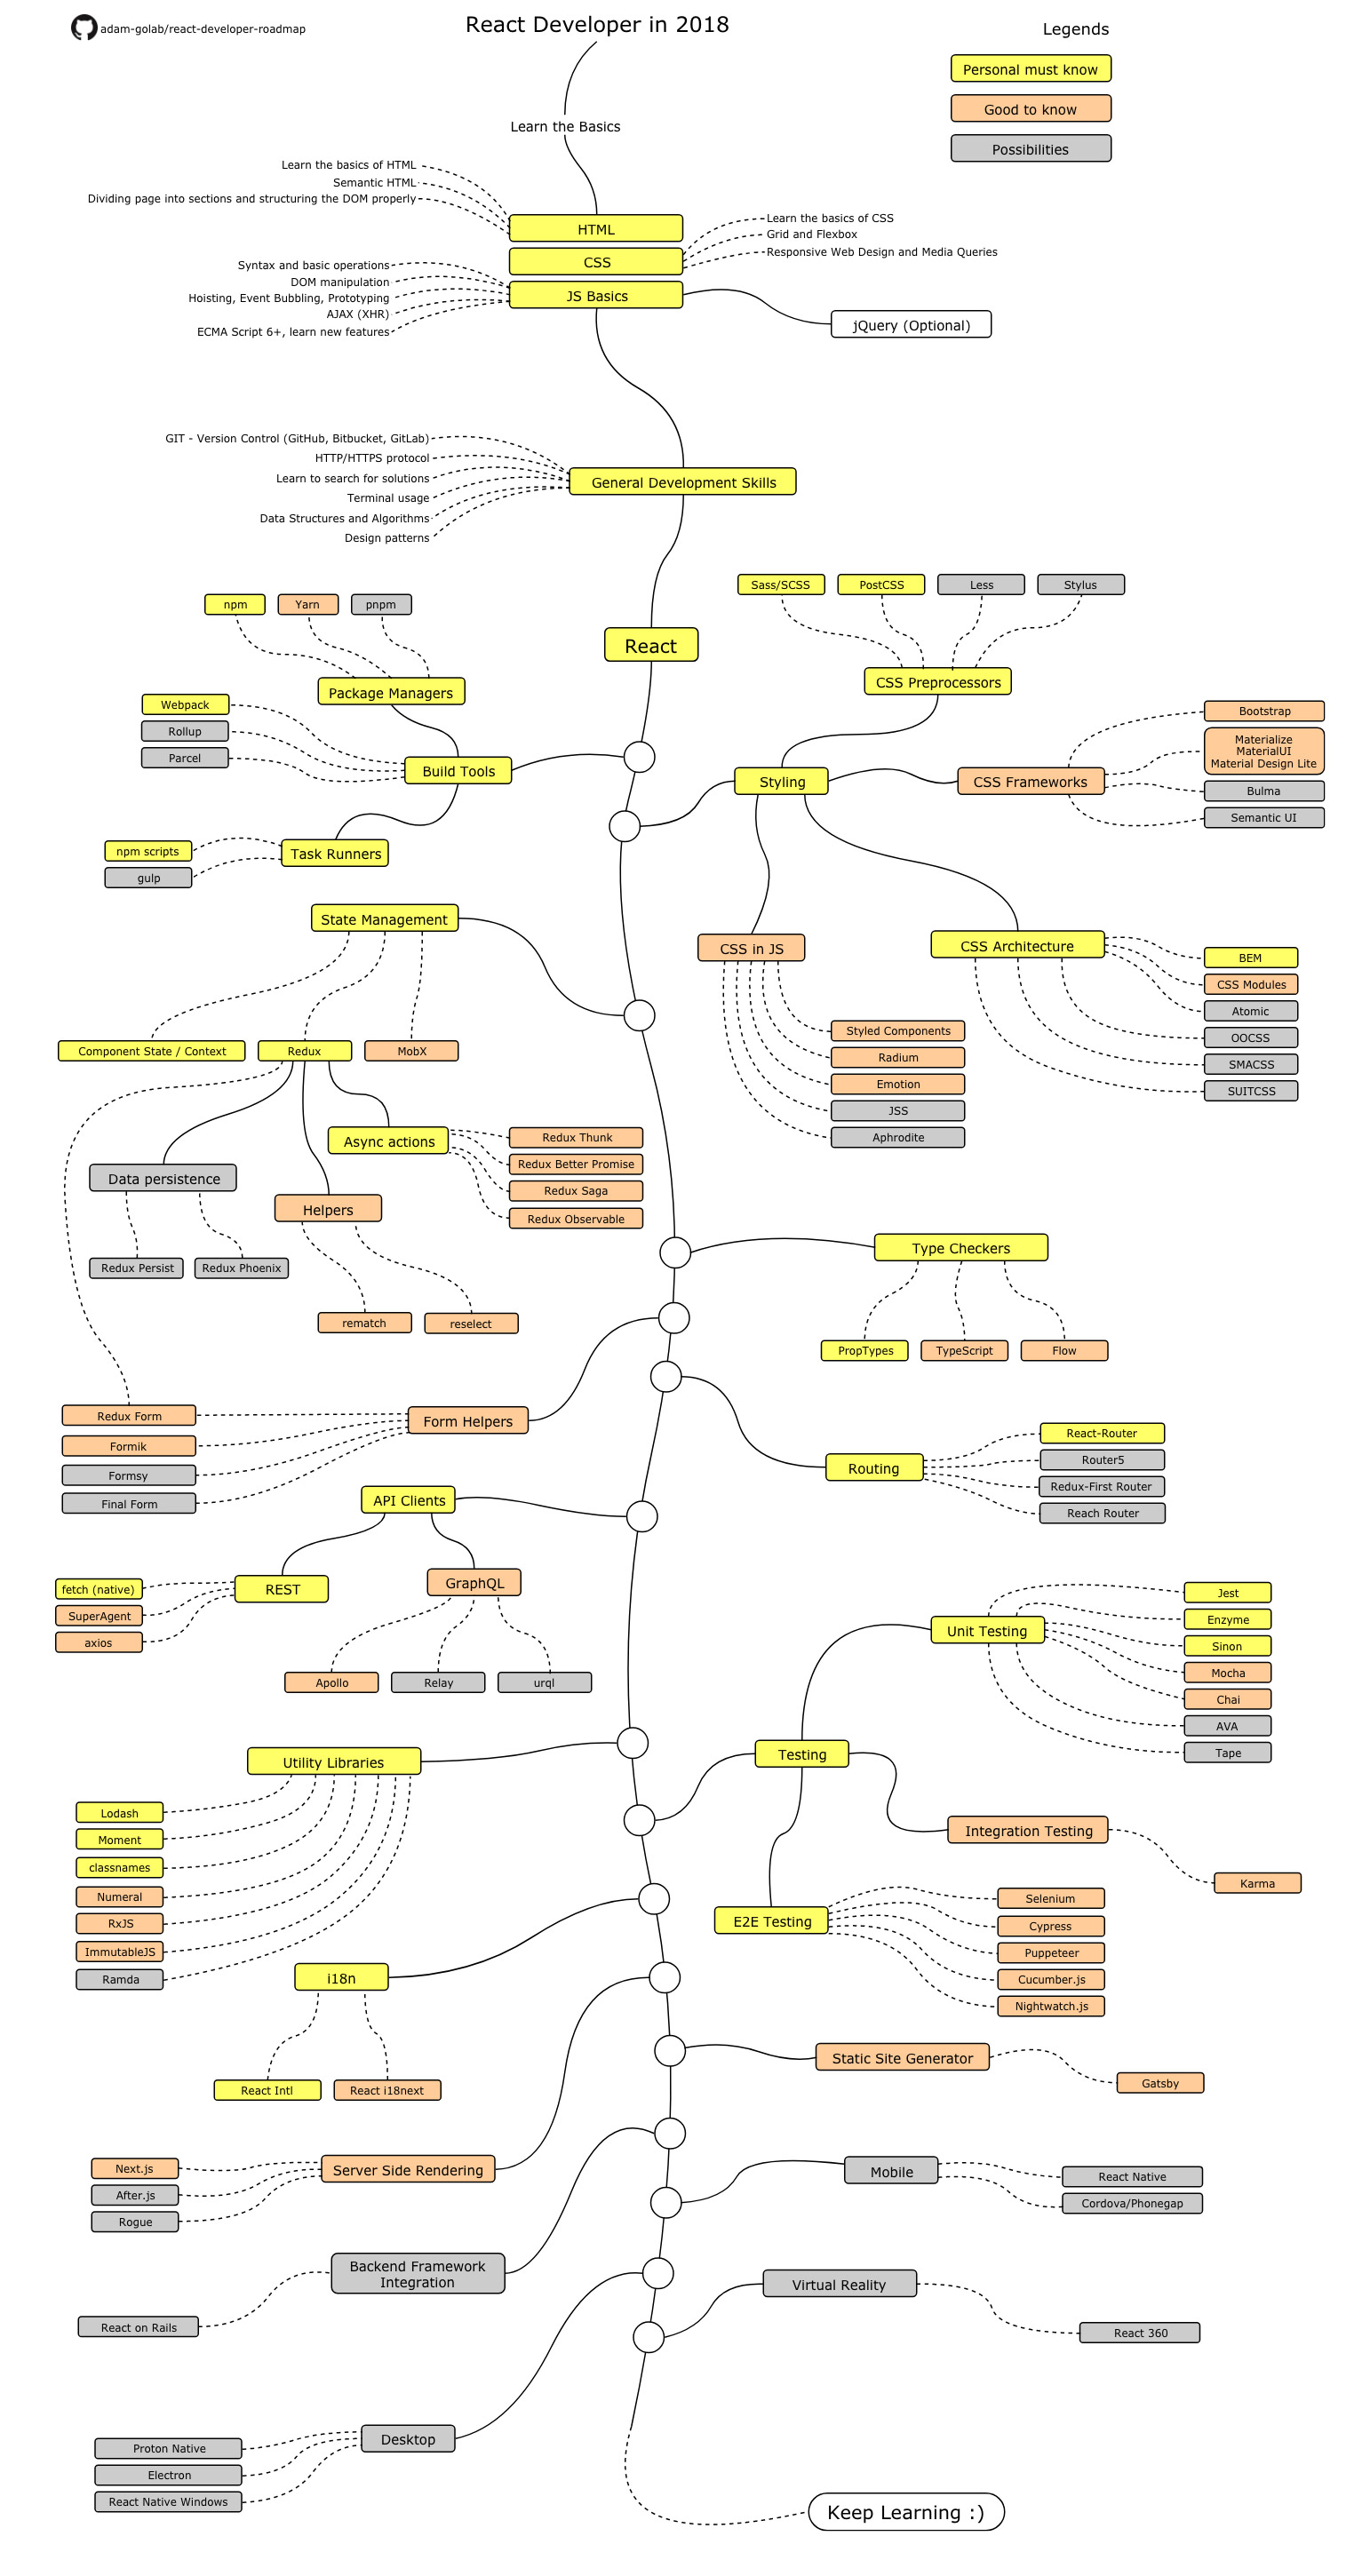 adam-golab/react-developer-roadmap
React Developer in 2018
Legends
Personal must know
Good to know
Possibilities
Learn the Basics
Learn the basics of HTML
Semantic HTML
Dividing page into sections and structuring the DOM properly
HTML
CSS
JS Basics
Learn the basics of CSS
Grid and Flexbox
Responsive Web Design and Media Queries
Syntax and basic operations
DOM manipulation
Hoisting, Event Bubbling, Prototyping
AJAX (XHR)
ECMA Script 6+, learn new features
jQuery (Optional)
GIT - Version Control (GitHub, Bitbucket, GitLab)
HTTP/HTTPS protocol
Learn to search for solutions
Terminal usage
Data Structures and Algorithms
Design patterns
General Development Skills
React
npm
Yarn
pnpm
Package Managers
Webpack
Rollup
Parcel
Build Tools
npm scripts
gulp
Task Runners
Sass/SCSS
PostCSS
Less
Stylus
CSS Preprocessors
Styling
CSS Frameworks
Bootstrap
Materialize
MaterialUI
Material Design Lite
Bulma
Semantic UI
CSS in JS
Styled Components
Radium
Emotion
JSS
Aphrodite
CSS Architecture
BEM
CSS Modules
Atomic
OOCSS
SMACSS
SUITCSS
State Management
Component State / Context
Redux
MobX
Async actions
Redux Thunk
Redux Better Promise
Redux Saga
Redux Observable
Data persistence
Helpers
Redux Persist
Redux Phoenix
rematch
reselect
Type Checkers
PropTypes
TypeScript
Flow
Form Helpers
Redux Form
Formik
Formsy
Final Form
Routing
React-Router
Router5
Redux-First Router
Reach Router
API Clients
REST
GraphQL
fetch (native)
SuperAgent
axios
Apollo
Relay
urql
Unit Testing
Jest
Enzyme
Sinon
Mocha
Chai
AVA
Tape
Testing
Integration Testing
Karma
E2E Testing
Selenium
Cypress
Puppeteer
Cucumber.js
Nightwatch.js
Utility Libraries
Lodash
Moment
classnames
Numeral
RxJS
ImmutableJS
Ramda
i18n
React Intl
React i18next
Static Site Generator
Gatsby
Server Side Rendering
Next.js
After.js
Rogue
Mobile
React Native
Cordova/Phonegap
Backend Framework
Integration
React on Rails
Virtual Reality
React 360
Desktop
Proton Native
Electron
React Native Windows
Keep Learning :)